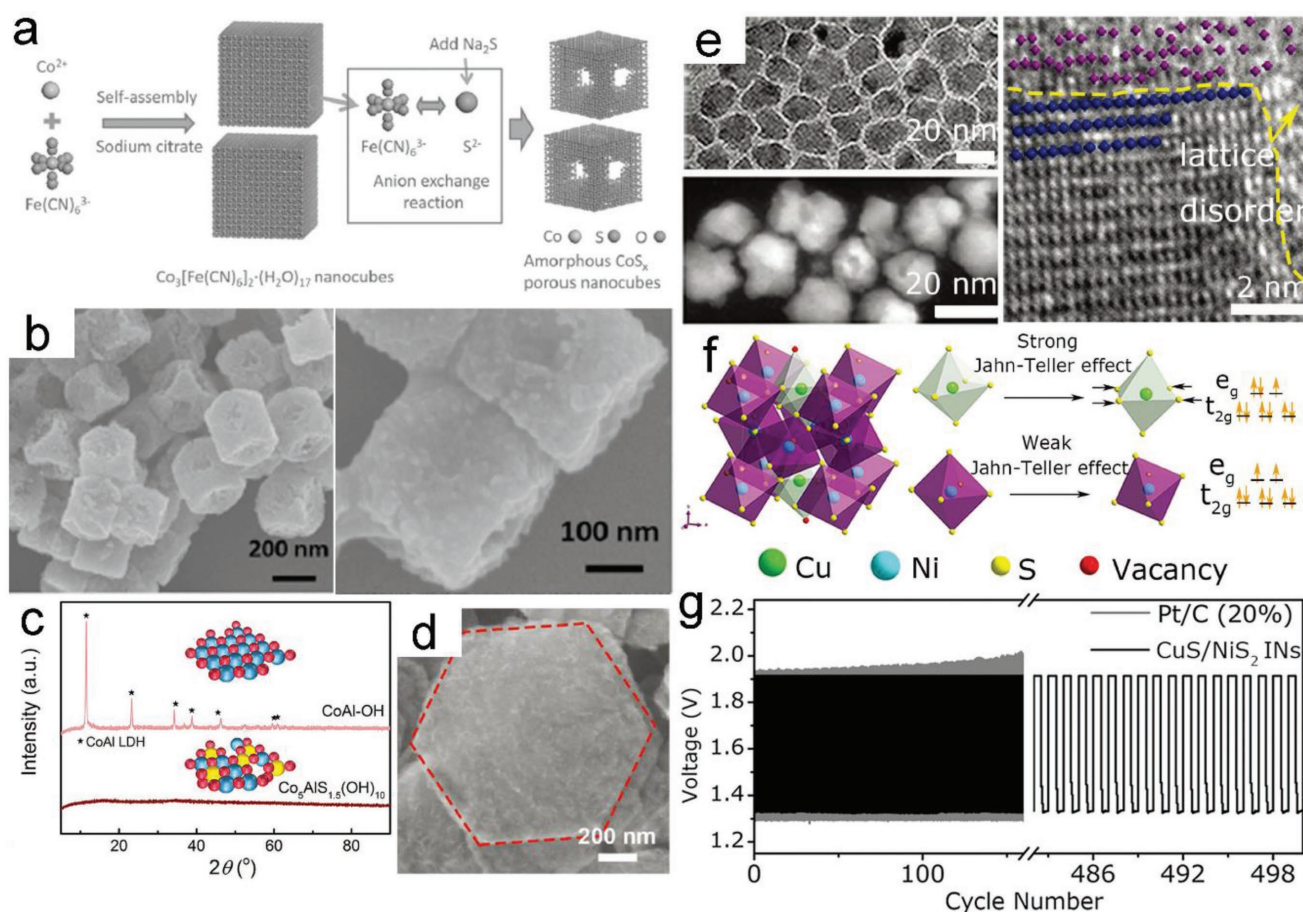 a
Co²⁺
+
Fe(CN)₆³⁻
Self-assembly
Sodium citrate
Co₃[Fe(CN)₆]₂·(H₂O)₁₇ nanocubes
Add Na₂S
Fe(CN)₆³⁻
S²⁻
Anion exchange
reaction
Co S O
Amorphous CoSₓ
porous nanocubes
b
200 nm
100 nm
c
Intensity (a.u.)
* * * * * * *
CoAl-OH
* CoAl LDH
Co₅AlS₁.₅(OH)₁₀
20 40 60 80
2θ (°)
d
200 nm
e
20 nm
20 nm
lattice
disorder
2 nm
f
Strong
Jahn-Teller effect
e_g
t₂g
Weak
Jahn-Teller effect
e_g
t₂g
Cu Ni S Vacancy
g
Voltage (V)
2.2
2.0
1.8
1.6
1.4
1.2
Pt/C (20%)
CuS/NiS₂ INs
0 100 486 492 498
Cycle Number